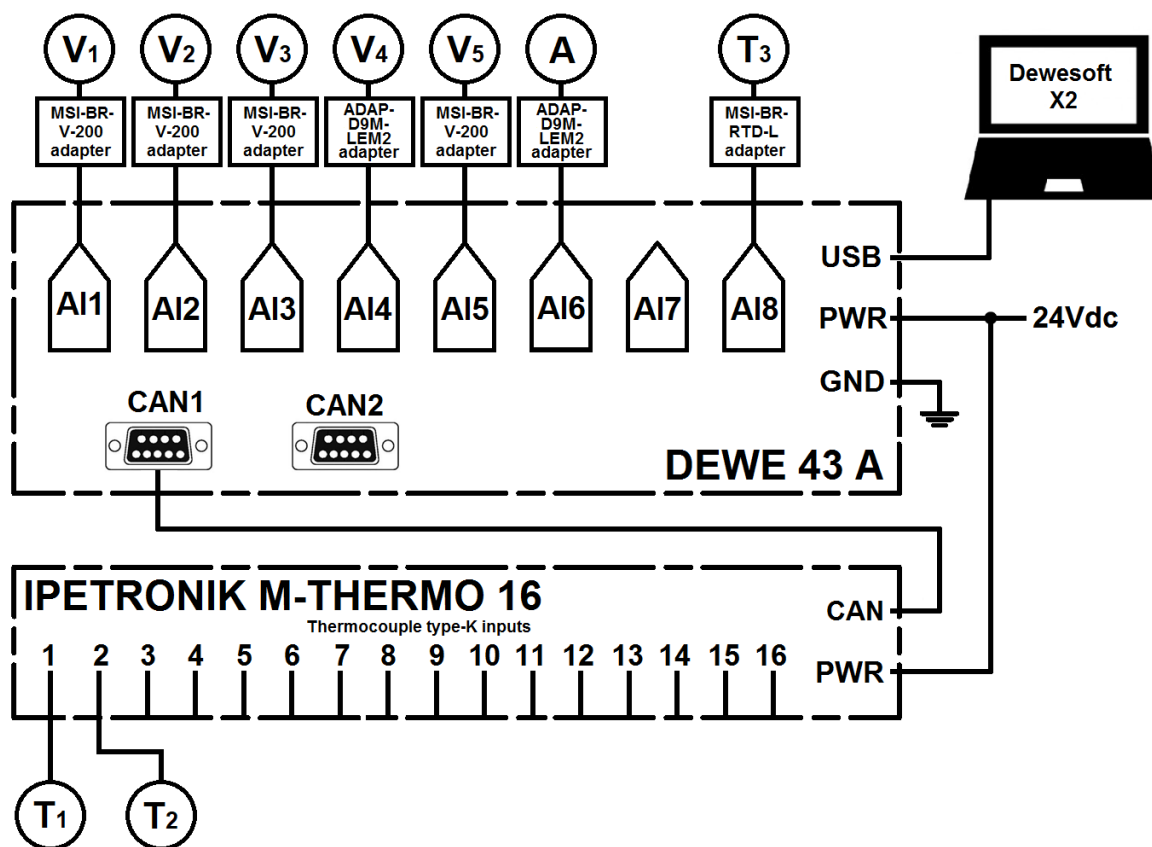 V1 V2 V3 V4 V5 A T3
MSI-BR-
V-200
adapter
MSI-BR-
V-200
adapter
MSI-BR-
V-200
adapter
ADAP-
D9M-
LEM2
adapter
MSI-BR-
V-200
adapter
ADAP-
D9M-
LEM2
adapter
MSI-BR-
RTD-L
adapter
Dewesoft
X2
USB
AI1 AI2 AI3 AI4 AI5 AI6 AI7 AI8
PWR
24Vdc
GND
CAN1
CAN2
DEWE 43 A
IPETRONIK M-THERMO 16
CAN
Thermocouple type-K inputs
1 2 3 4 5 6 7 8 9 10 11 12 13 14 15 16
PWR
T1 T2